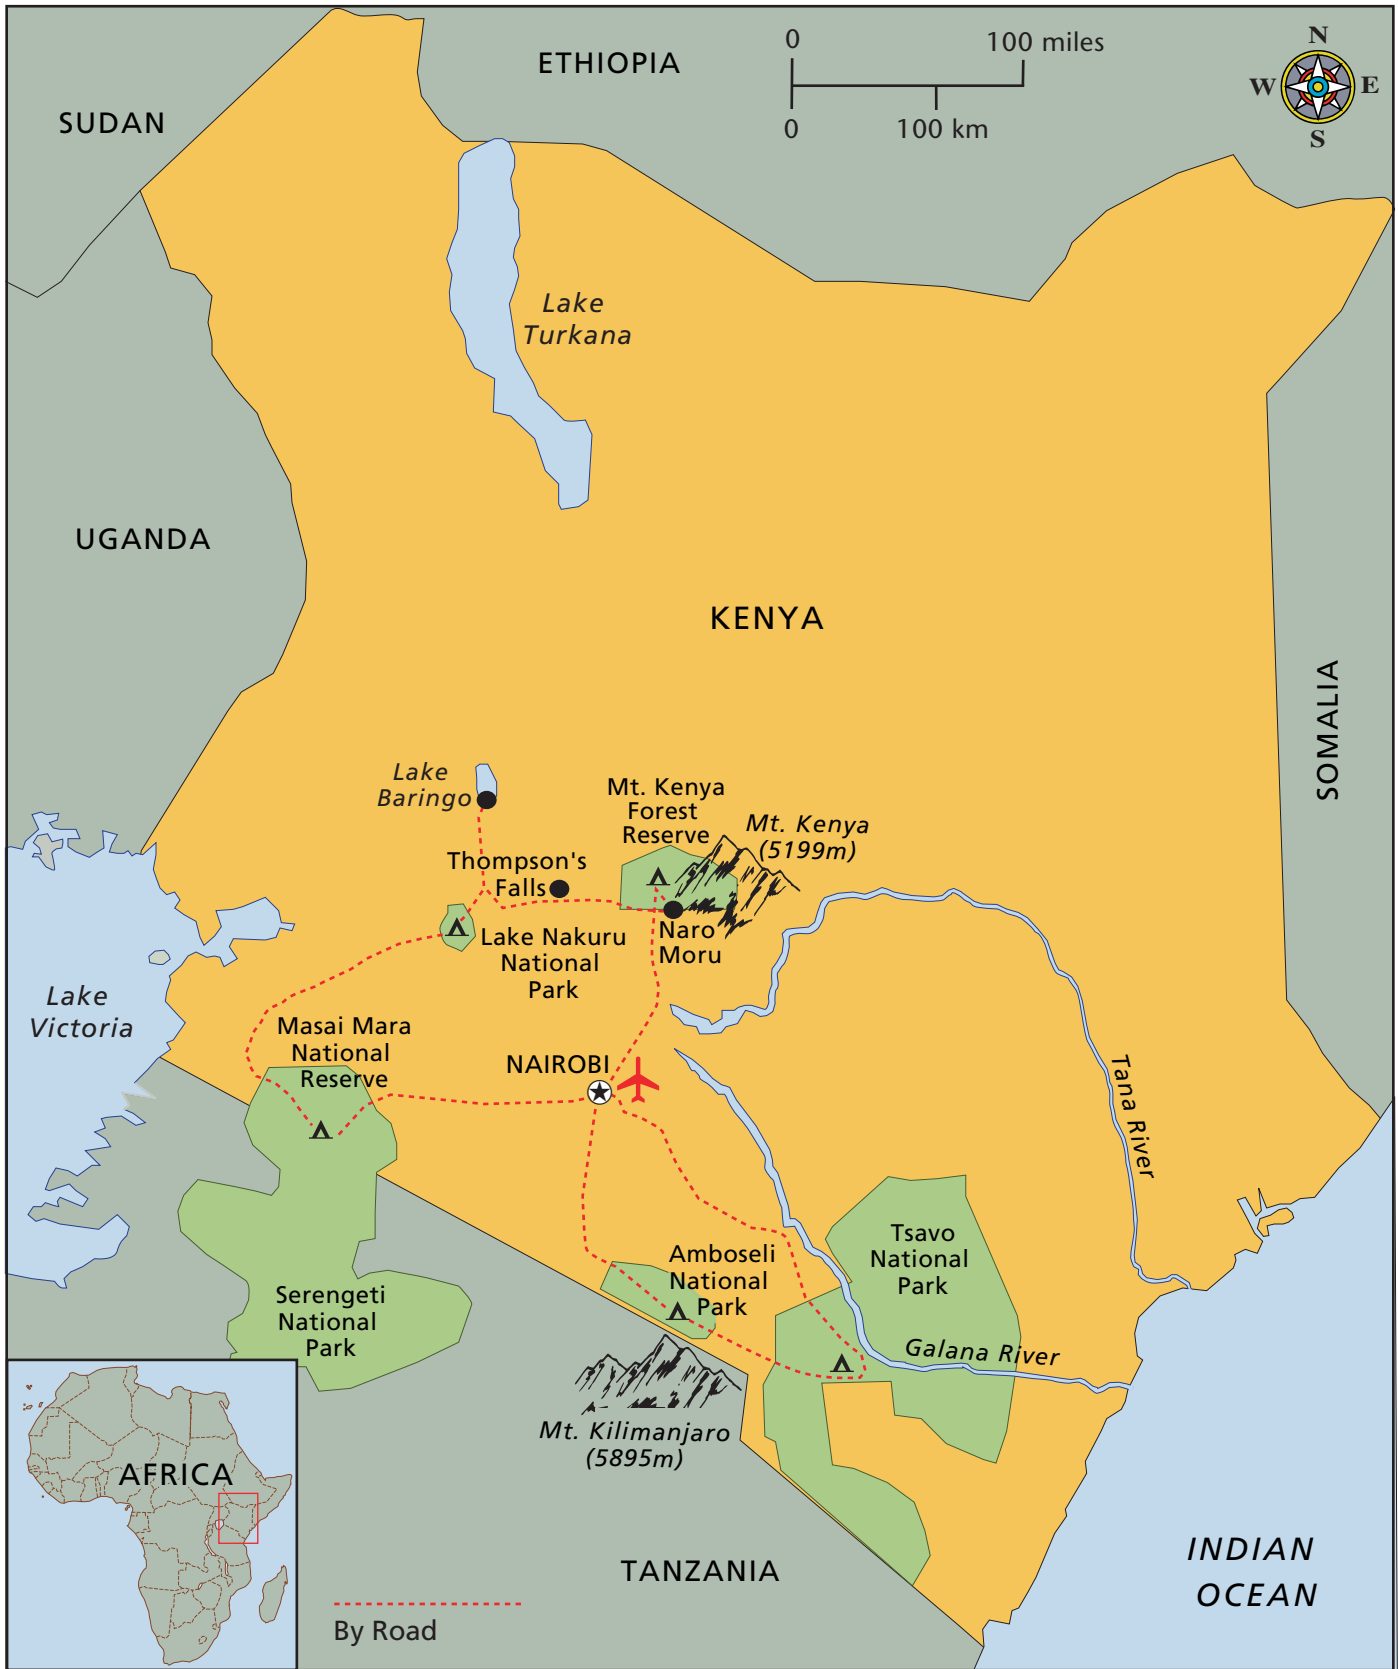 0
100 miles
0
100 km
N
W
E
S
ETHIOPIA
SUDAN
Lake
Turkana
UGANDA
KENYA
SOMALIA
Lake
Baringo
Mt. Kenya
Forest
Reserve
Mt. Kenya
(5199m)
Thompson's
Falls
Naro
Moru
Lake Nakuru
National
Park
Lake
Victoria
Masai Mara
National
Reserve
NAIROBI
Tana River
Tsavo
National
Park
Amboseli
National
Park
Serengeti
National
Park
Galana River
Mt. Kilimanjaro
(5895m)
AFRICA
TANZANIA
INDIAN
OCEAN
By Road